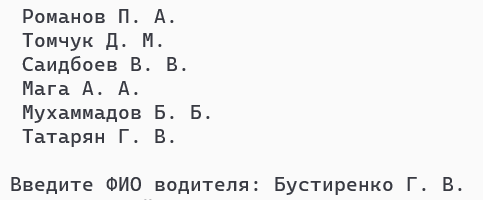 Романов П. А.
Томчук Д. М.
Саидбоев В. В.
Мага А. А.
Мухаммадов Б. Б.
Татарян Г. В.
Введите ФИО водителя: Бустиренко Г. В.